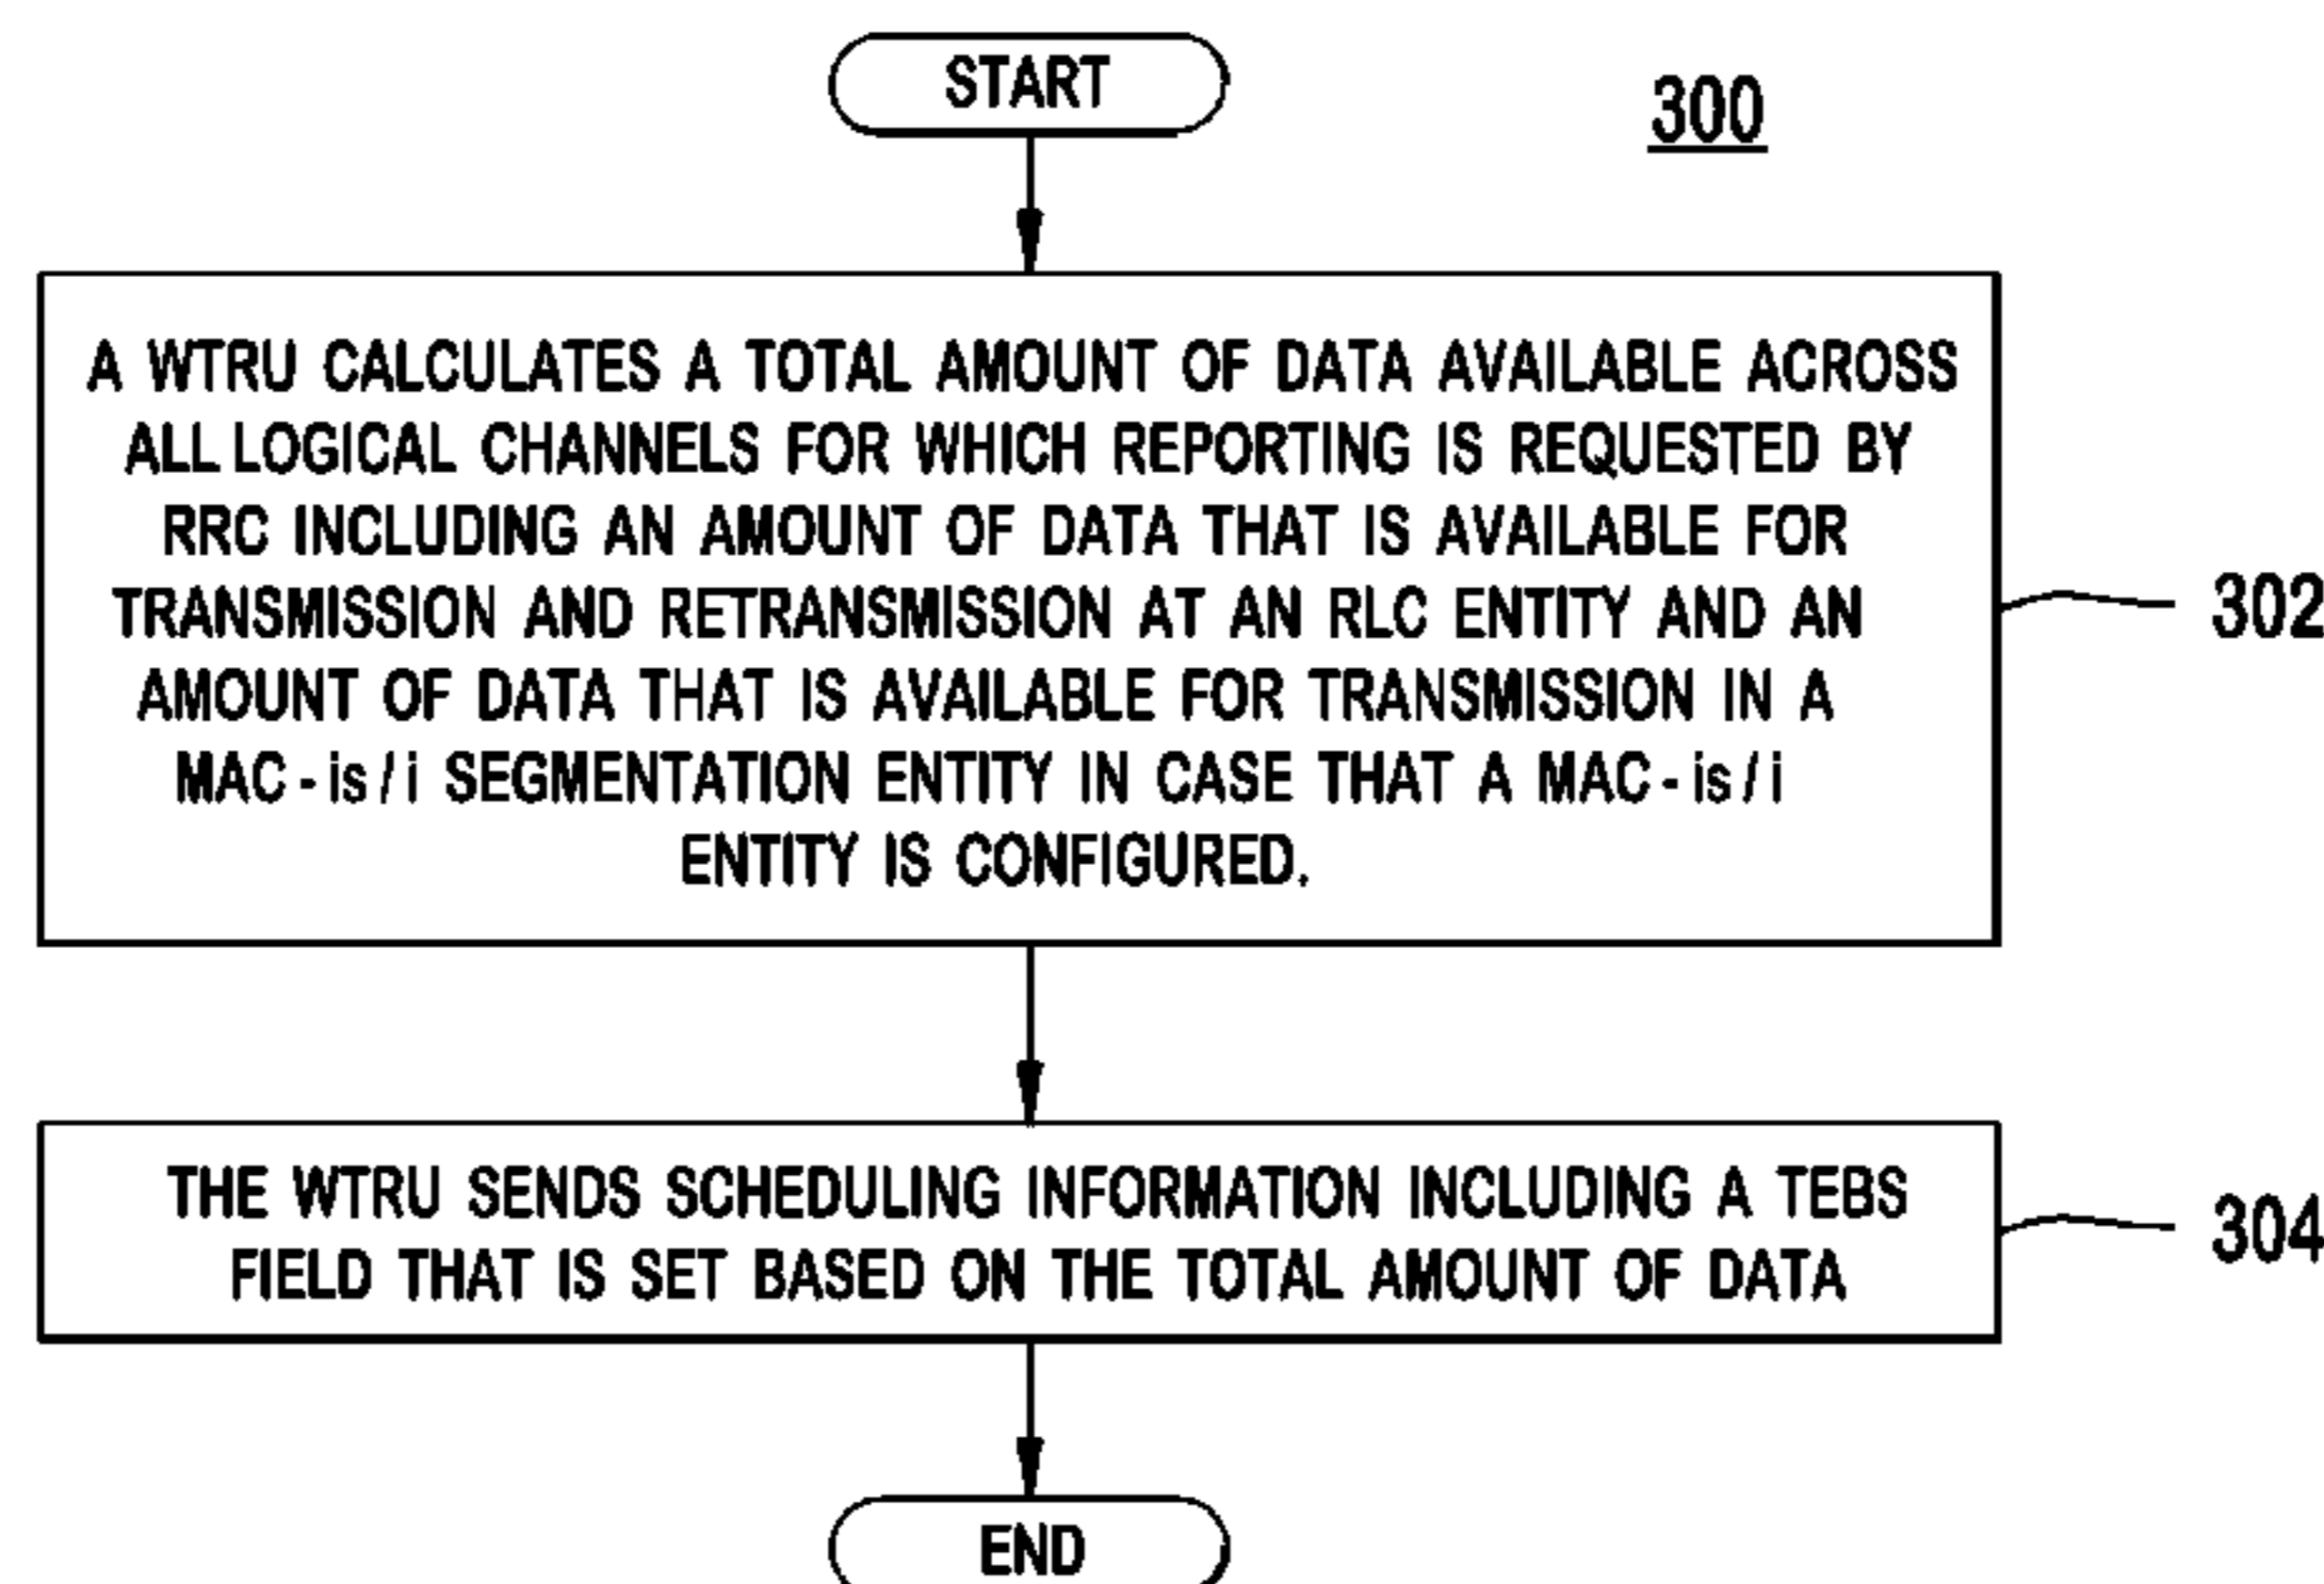 START
300
A WTRU CALCULATES A TOTAL AMOUNT OF DATA AVAILABLE ACROSS
ALL LOGICAL CHANNELS FOR WHICH REPORTING IS REQUESTED BY
RRC INCLUDING AN AMOUNT OF DATA THAT IS AVAILABLE FOR
TRANSMISSION AND RETRANSMISSION AT AN RLC ENTITY AND AN
AMOUNT OF DATA THAT IS AVAILABLE FOR TRANSMISSION IN A
MAC-is/i SEGMENTATION ENTITY IN CASE THAT A MAC-is/i
ENTITY IS CONFIGURED.
302
THE WTRU SENDS SCHEDULING INFORMATION INCLUDING A TEBS
FIELD THAT IS SET BASED ON THE TOTAL AMOUNT OF DATA
304
END